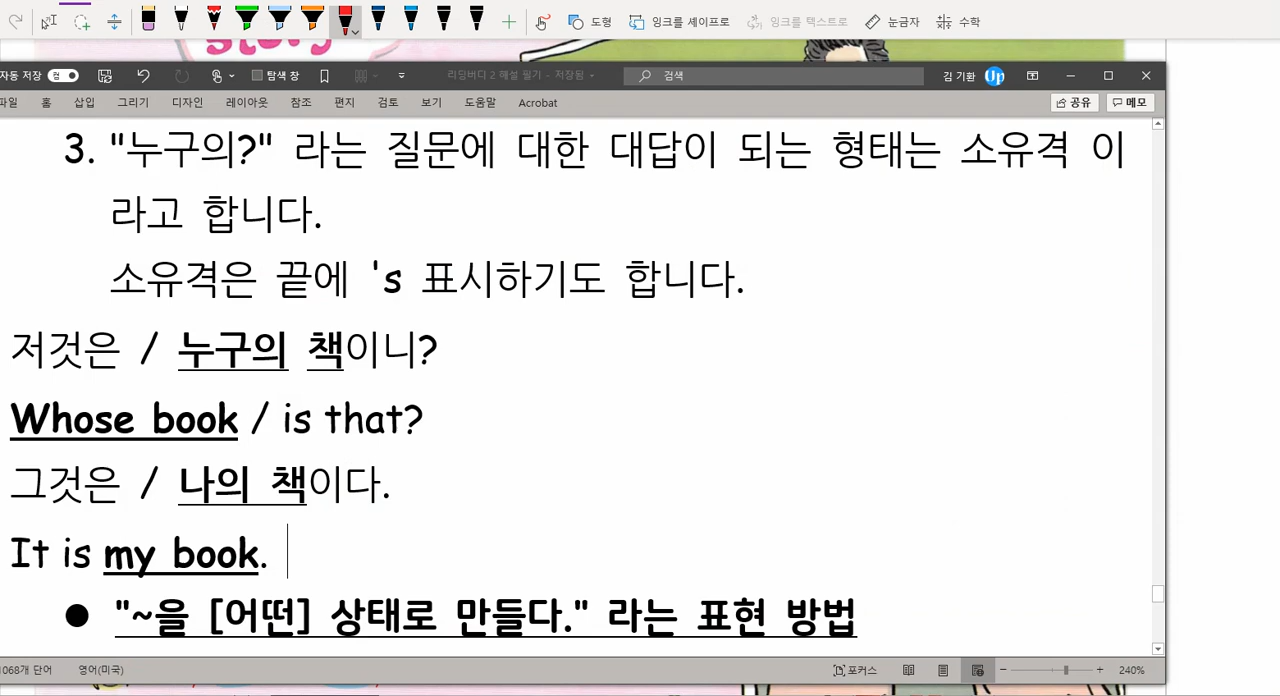 도형
잉크를 셰이프로
잉크를 텍스트로
눈금자
수학
story
자동 저장
탐색 창
리딩버디 2 해설 필기 - 저장됨
검색
김 기환
파일 홈 삽입 그리기 디자인 레이아웃 참조 편지 검토 보기 도움말 Acrobat
공유
메모
3. "누구의?" 라는 질문에 대한 대답이 되는 형태는 소유격 이
라고 합니다.
소유격은 끝에 's 표시하기도 합니다.
저것은 / 누구의 책이니?
Whose book / is that?
그것은 / 나의 책이다.
It is my book.
● "~을 [어떤] 상태로 만들다." 라는 표현 방법
1068개 단어
영어(미국)
포커스
240%